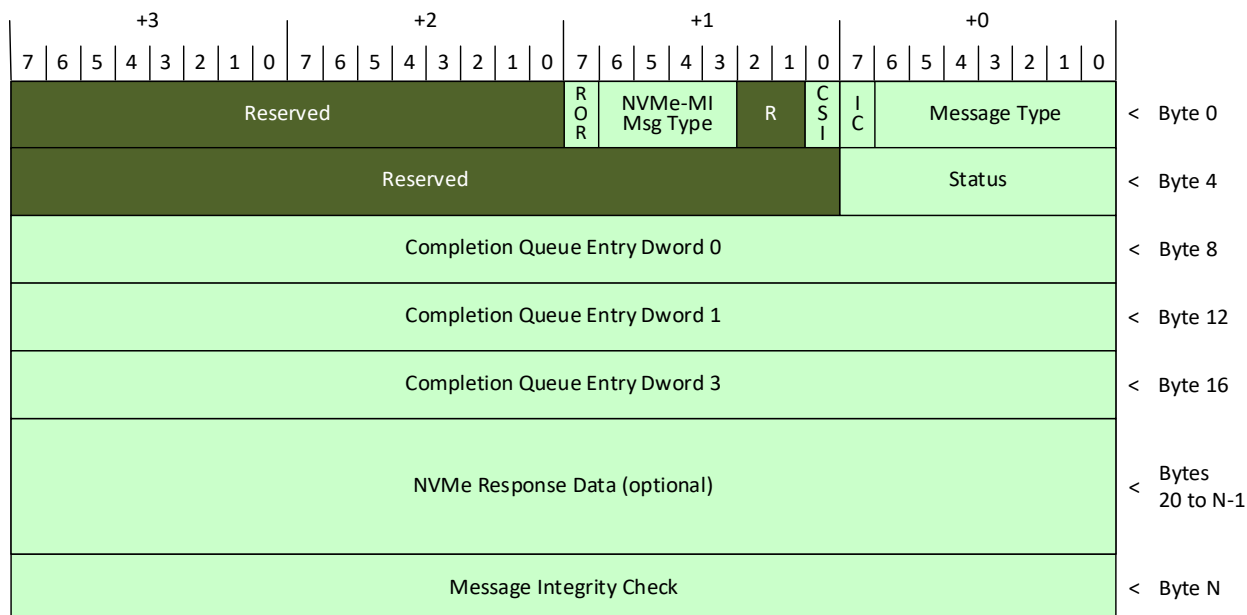 +3 +2 +1 +0
7 6 5 4 3 2 1 0 7 6 5 4 3 2 1 0 7 6 5 4 3 2 1 0 7 6 5 4 3 2 1 0
Reserved ROR NVMe-MI Msg Type R CSI IC Message Type < Byte 0
Reserved Status < Byte 4
Completion Queue Entry Dword 0 < Byte 8
Completion Queue Entry Dword 1 < Byte 12
Completion Queue Entry Dword 3 < Byte 16
NVMe Response Data (optional) < Bytes 20 to N-1
Message Integrity Check < Byte N